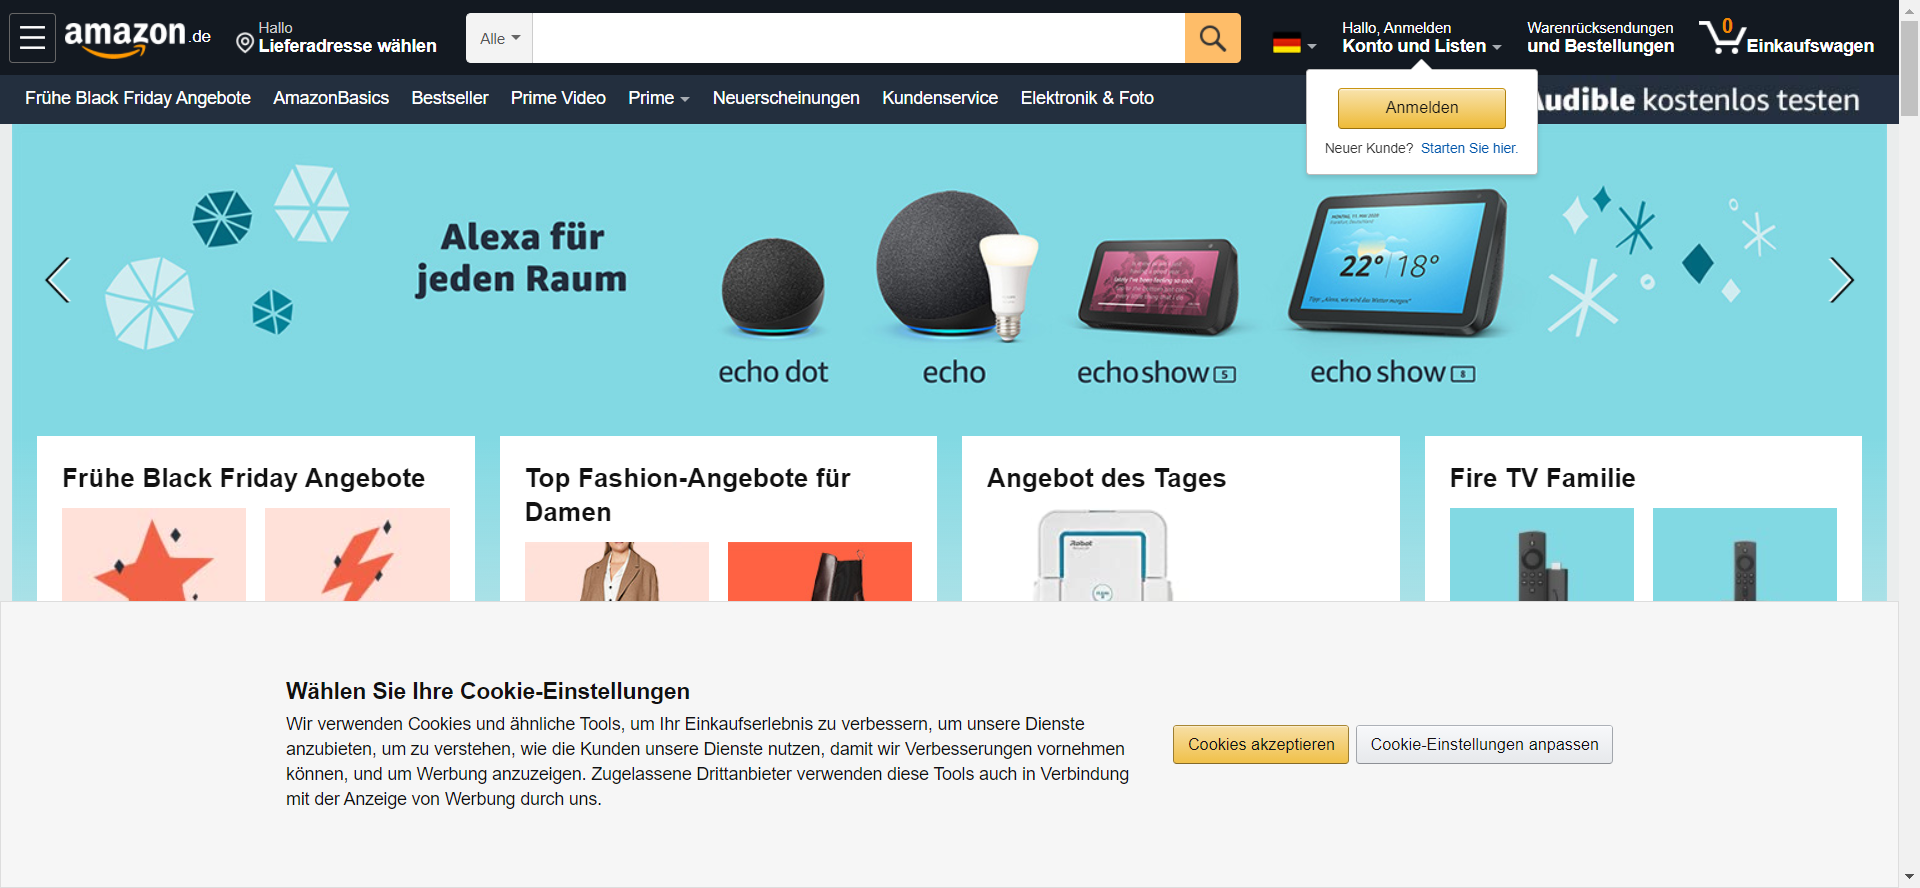 amazon.de
Hallo
Lieferadresse wählen
Alle
Hallo, Anmelden
Konto und Listen
Warenrücksendungen
und Bestellungen
0
Einkaufswagen
Frühe Black Friday Angebote
AmazonBasics
Bestseller
Prime Video
Prime
Neuerscheinungen
Kundenservice
Elektronik & Foto
Audible kostenlos testen
Anmelden
Neuer Kunde? Starten Sie hier.
Alexa für
jeden Raum
MONTAG, 11. MAI 2020
22° 18°
echo dot
echo
echo show 5
echo show 8
Frühe Black Friday Angebote
Top Fashion-Angebote für
Damen
Angebot des Tages
iRobot
Fire TV Familie
Wählen Sie Ihre Cookie-Einstellungen
Wir verwenden Cookies und ähnliche Tools, um Ihr Einkaufserlebnis zu verbessern, um unsere Dienste
anzubieten, um zu verstehen, wie die Kunden unsere Dienste nutzen, damit wir Verbesserungen vornehmen
können, und um Werbung anzuzeigen. Zugelassene Drittanbieter verwenden diese Tools auch in Verbindung
mit der Anzeige von Werbung durch uns.
Cookies akzeptieren
Cookie-Einstellungen anpassen